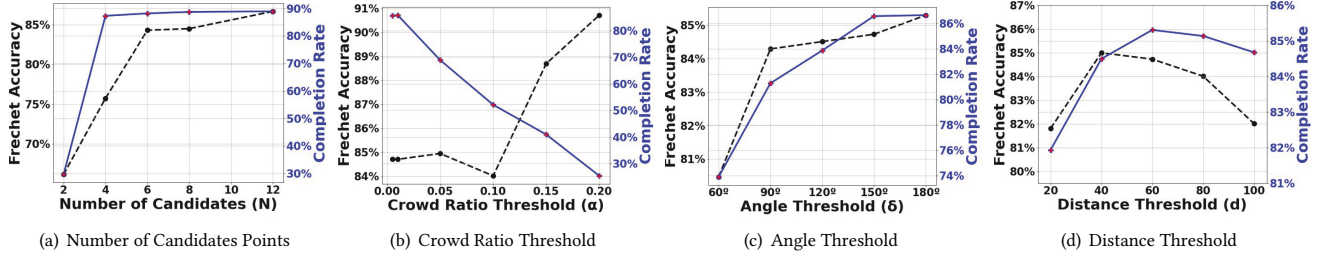 Frechet Accuracy
85%
80%
75%
70%
2 4 6 8 10 12
Number of Candidates (N)
90%
80%
70%
60%
50%
40%
30%
Completion Rate
(a) Number of Candidates Points
Frechet Accuracy
91%
90%
89%
88%
87%
86%
85%
84%
0.00 0.05 0.10 0.15 0.20
Crowd Ratio Threshold (α)
80%
70%
60%
50%
40%
30%
Completion Rate
(b) Crowd Ratio Threshold
Frechet Accuracy
85%
84%
83%
82%
81%
60º 90º 120º 150º 180º
Angle Threshold (δ)
86%
84%
82%
80%
78%
76%
74%
Completion Rate
(c) Angle Threshold
Frechet Accuracy
87%
86%
85%
84%
83%
82%
81%
80%
20 40 60 80 100
Distance Threshold (d)
86%
85%
84%
83%
82%
81%
Completion Rate
(d) Distance Threshold